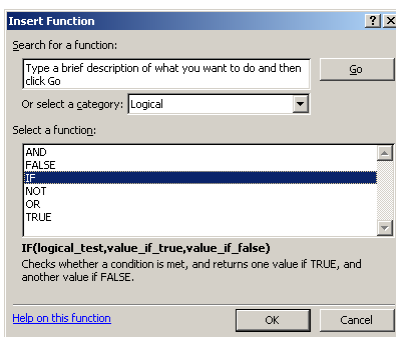 Insert Function
Search for a function:
Type a brief description of what you want to do and then
click Go
Go
Or select a category: Logical
Select a function:
AND
FALSE
IF
NOT
OR
TRUE
IF(logical_test,value_if_true,value_if_false)
Checks whether a condition is met, and returns one value if TRUE, and
another value if FALSE.
Help on this function
OK
Cancel